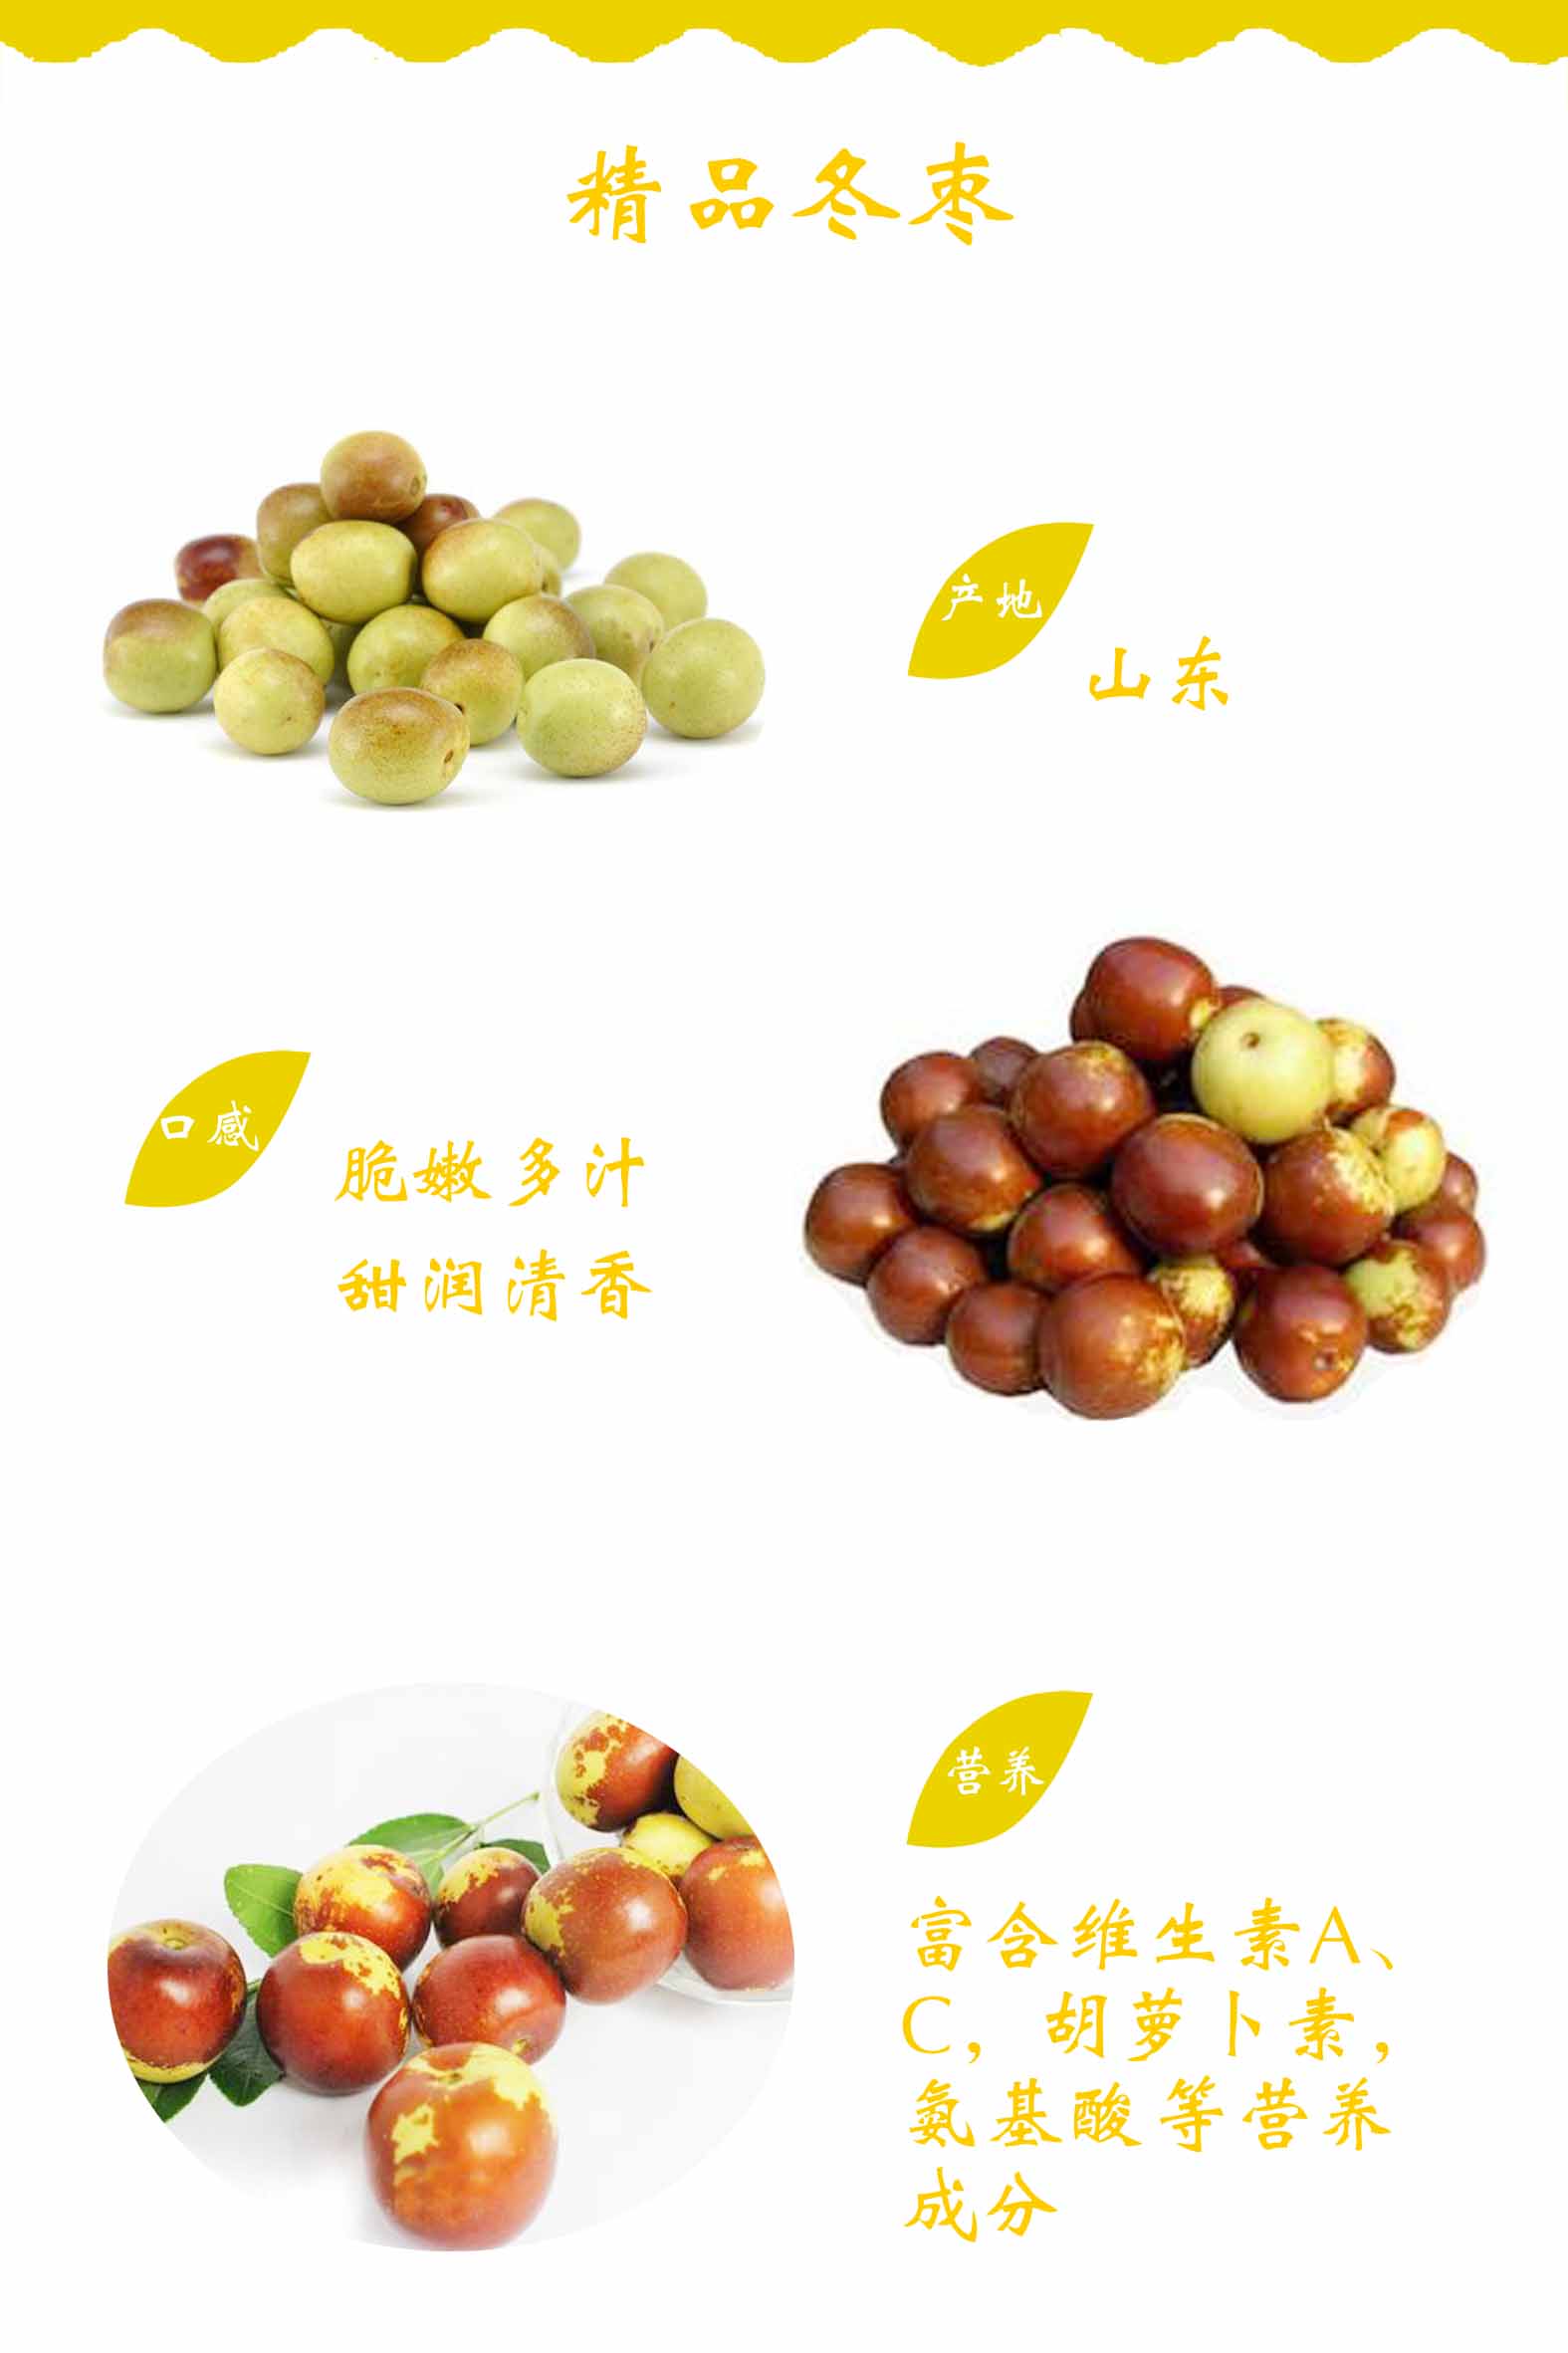 精品冬枣
产地
山东
口感
脆嫩多汁
甜润清香
营养
富含维生素A、
C，胡萝卜素，
氨基酸等营养
成分